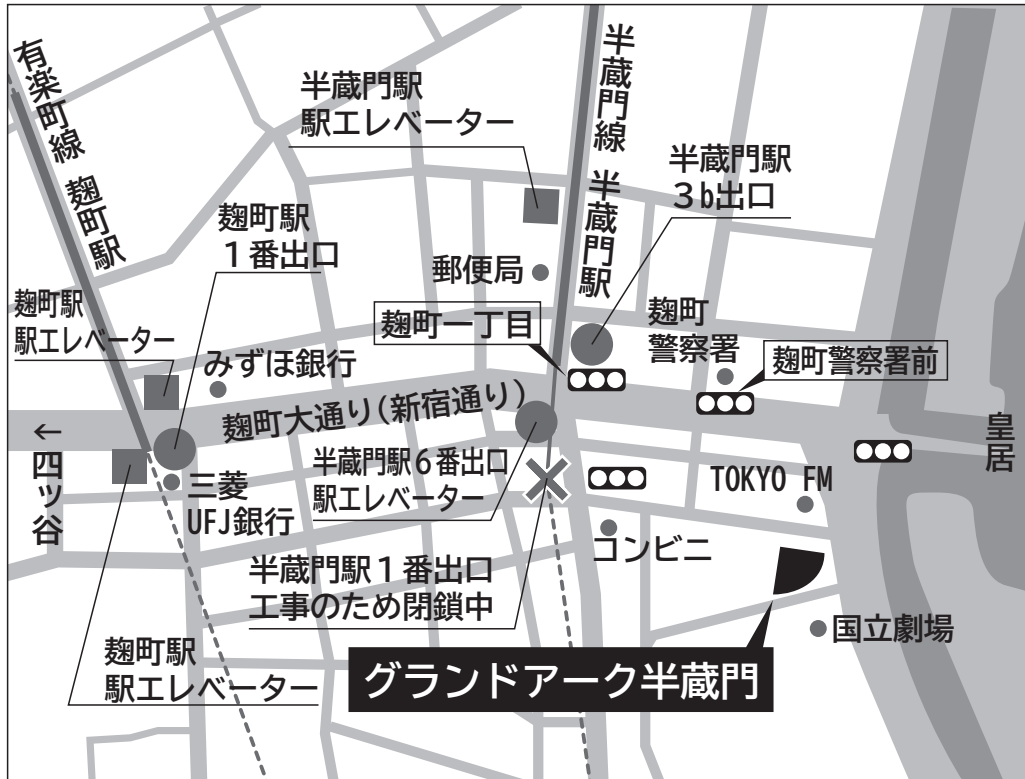 有楽町線 麹町駅
半蔵門駅
駅エレベーター
半蔵門線 半蔵門駅
半蔵門駅
3b出口
麹町駅
1番出口
郵便局
麹町駅
駅エレベーター
麹町一丁目
麹町
警察署
麹町警察署前
みずほ銀行
麹町大通り(新宿通り)
←四ッ谷
皇居
三菱
UFJ銀行
半蔵門駅6番出口
駅エレベーター
TOKYO FM
コンビニ
半蔵門駅1番出口
工事のため閉鎖中
国立劇場
麹町駅
駅エレベーター
グランドアーク半蔵門